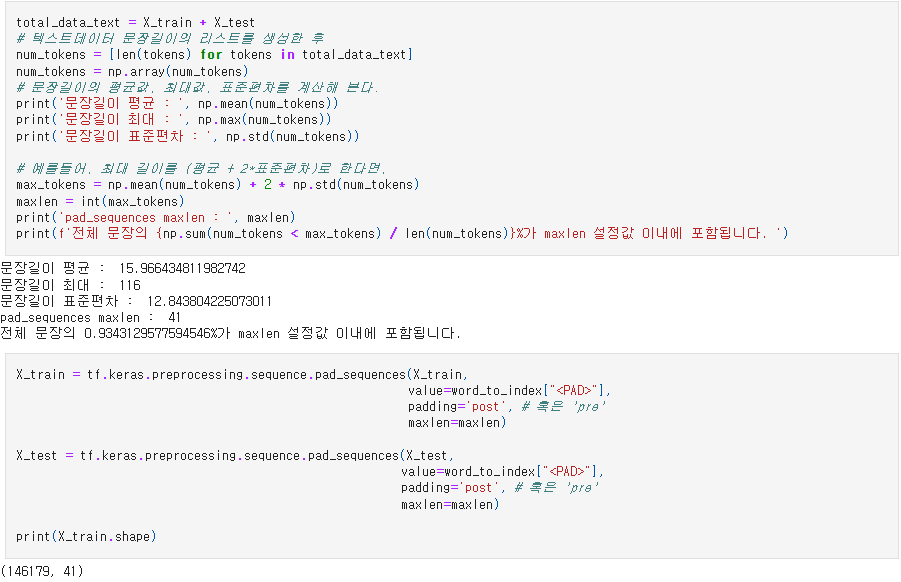 total_data_text = X_train + X_test
# 텍스트데이터 문장길이의 리스트를 생성한 후
num_tokens = [len(tokens) for tokens in total_data_text]
num_tokens = np.array(num_tokens)
# 문장길이의 평균값, 최대값, 표준편차를 계산해 본다.
print('문장길이 평균 : ', np.mean(num_tokens))
print('문장길이 최대 : ', np.max(num_tokens))
print('문장길이 표준편차 : ', np.std(num_tokens))
# 예를들어, 최대 길이를 (평균 + 2*표준편차)로 한다면,
max_tokens = np.mean(num_tokens) + 2 * np.std(num_tokens)
maxlen = int(max_tokens)
print('pad_sequences maxlen : ', maxlen)
print(f'전체 문장의 {np.sum(num_tokens < max_tokens) / len(num_tokens)}%가 maxlen 설정값 이내에 포함됩니다. ')
문장길이 평균 :  15.966434811982742
문장길이 최대 :  116
문장길이 표준편차 :  12.843804225073011
pad_sequences maxlen :  41
전체 문장의 0.9343129577594546%가 maxlen 설정값 이내에 포함됩니다.
X_train = tf.keras.preprocessing.sequence.pad_sequences(X_train,
value=word_to_index["<PAD>"],
padding='post', # 혹은 'pre'
maxlen=maxlen)
X_test = tf.keras.preprocessing.sequence.pad_sequences(X_test,
value=word_to_index["<PAD>"],
padding='post', # 혹은 'pre'
maxlen=maxlen)
print(X_train.shape)
(146179, 41)